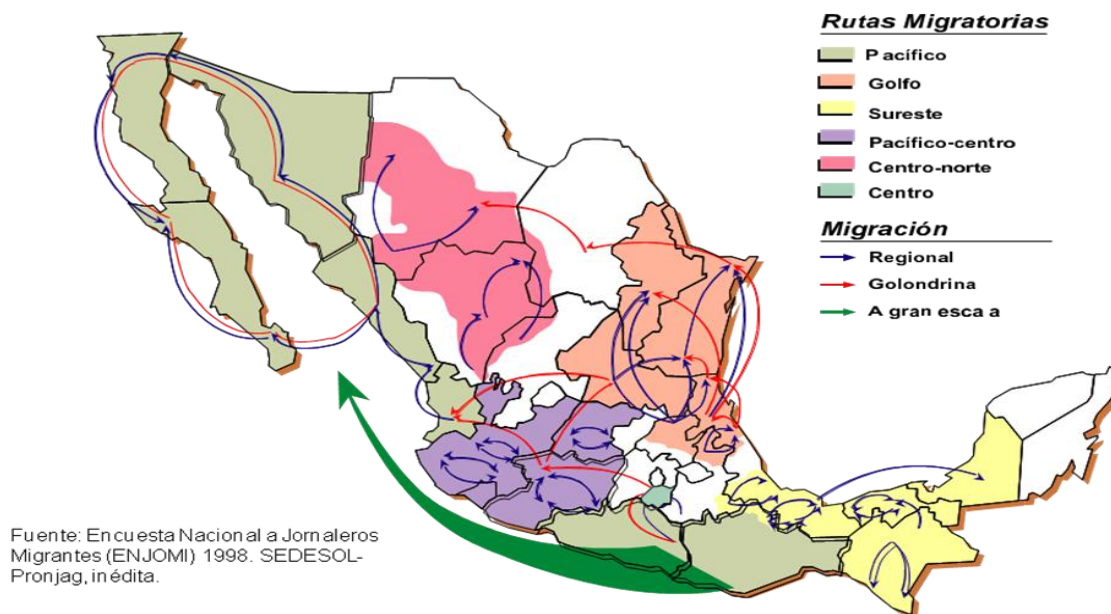 Rutas Migratorias
Pacífico
Golfo
Sureste
Pacífico-centro
Centro-norte
Centro
Migración
Regional
Golondrina
A gran esca a
Fuente: Encuesta Nacional a Jornaleros
Migrantes (ENJOMI) 1998. SEDESOL-
Pronjag, inédita.